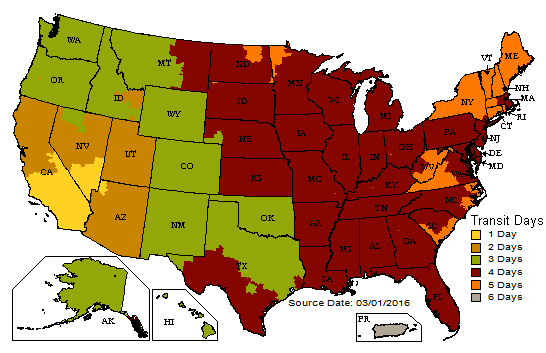 WA
OR
MT
ID
WY
NV
CA
UT
CO
AZ
NM
ND
SD
NE
KS
OK
TX
MN
IA
MO
AR
LA
WI
IL
MI
IN
OH
KY
TN
MS
AL
GA
FL
SC
NC
VA
WV
PA
NY
VT
ME
NH
MA
RI
CT
NJ
DE
MD
AK
HI
PR
Transit Days
1 Day
2 Days
3 Days
4 Days
5 Days
6 Days
Source Date: 03/01/2016